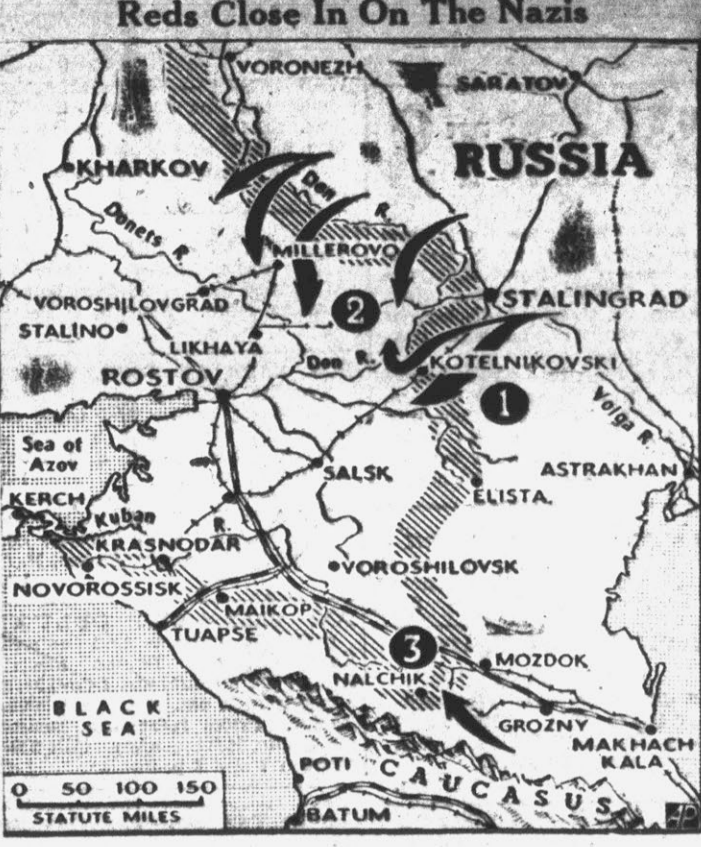 Reds Close In On The Nazis
VORONEZH
SARATOV
KHARKOV
RUSSIA
Don R.
Donets R.
MILLEROVO
VOROSHILOVGRAD
2
STALINGRAD
STALINO
LIKHAYA
Don R.
KOTELNIKOVSKI
ROSTOV
1
Volga R.
Sea of
Azov
SALSK
ASTRAKHAN
ELISTA
KERCH
Kuban R.
KRASNODAR
VOROSHILOVSK
NOVOROSSISK
MAIKOP
TUAPSE
3
MOZDOK
NALCHIK
BLACK
SEA
GROZNY
MAKHACH
KALA
POTI
CAUCASUS
0 50 100 150
STATUTE MILES
BATUM
AP